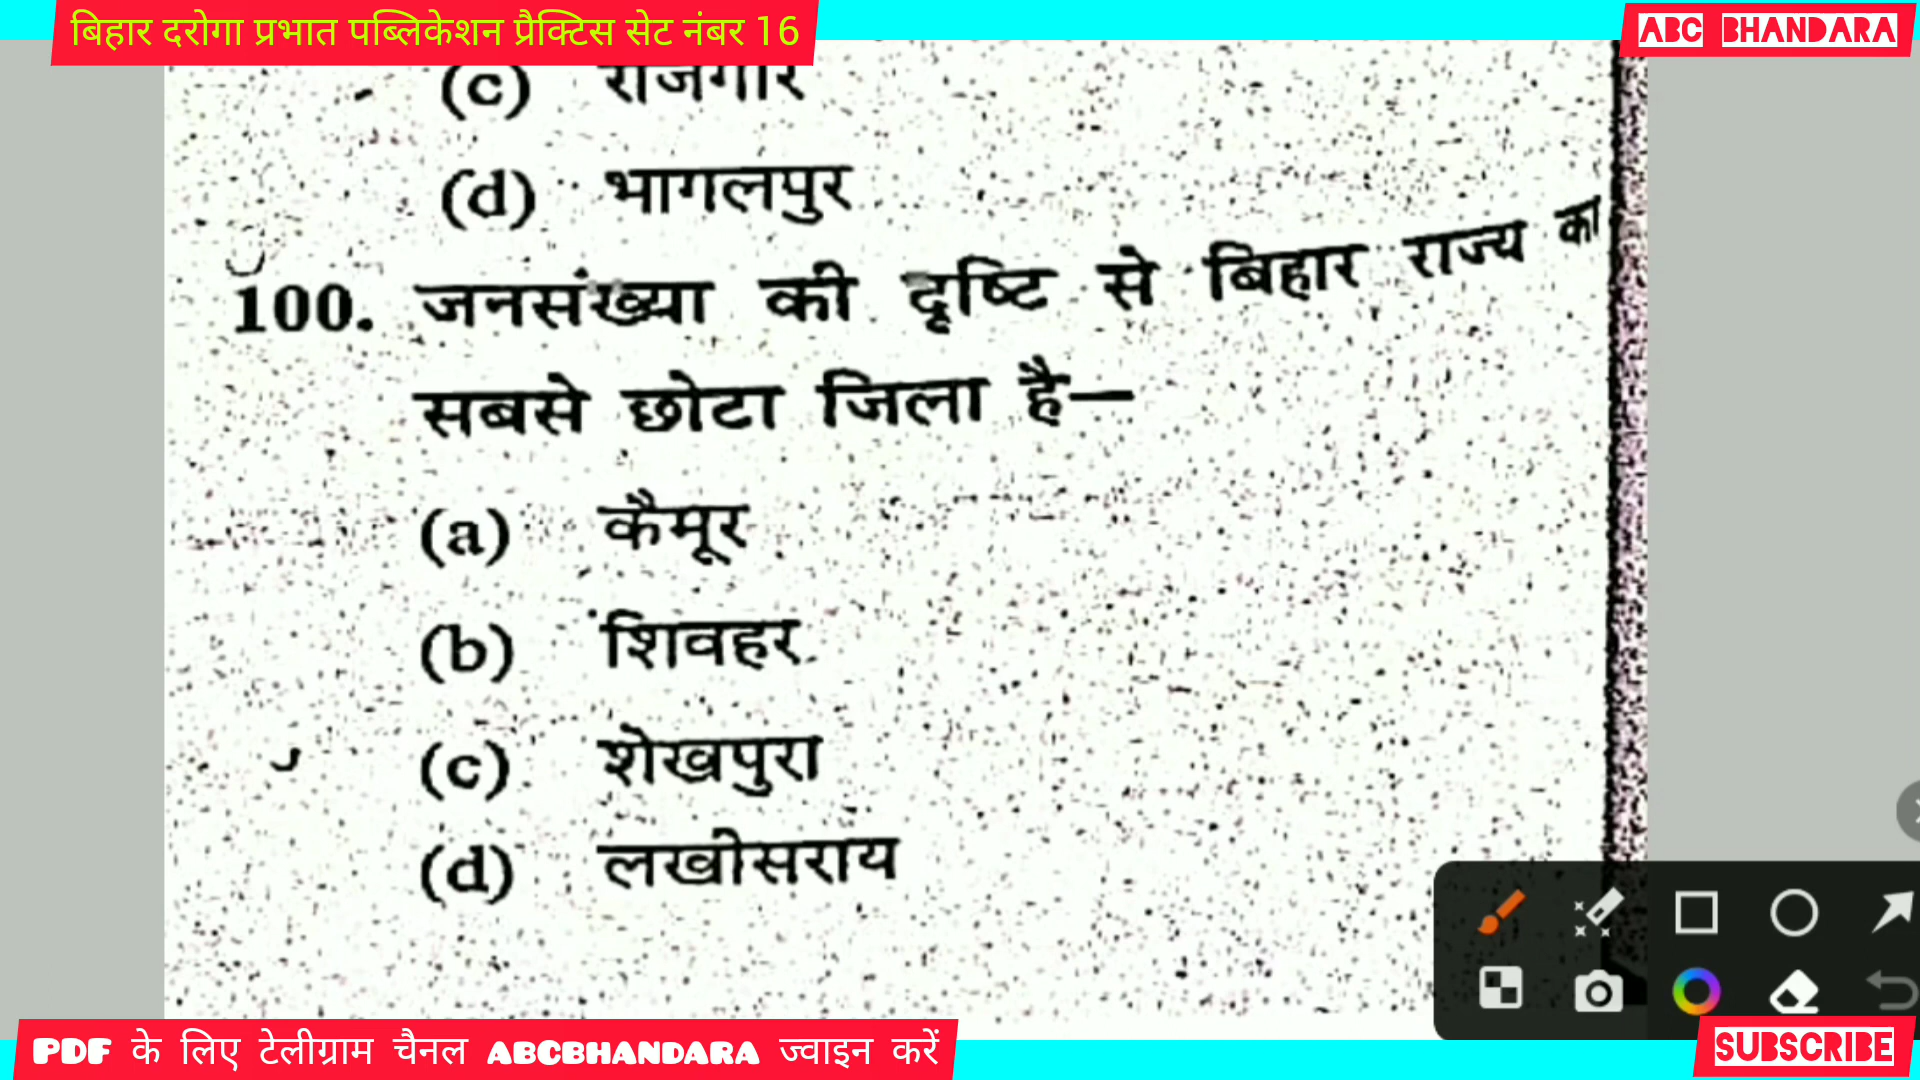 बिहार दरोगा प्रभात पब्लिकेशन प्रैक्टिस सेट नंबर 16
ABC BHANDARA
(c) राजगीर
(d) भागलपुर
100. जनसंख्या की दृष्टि से बिहार राज्य का
सबसे छोटा जिला है—
(a) कैमूर
(b) शिवहर
(c) शेखपुरा
(d) लखीसराय
PDF के लिए टेलीग्राम चैनल ABCBHANDARA ज्वाइन करें
SUBSCRIBE